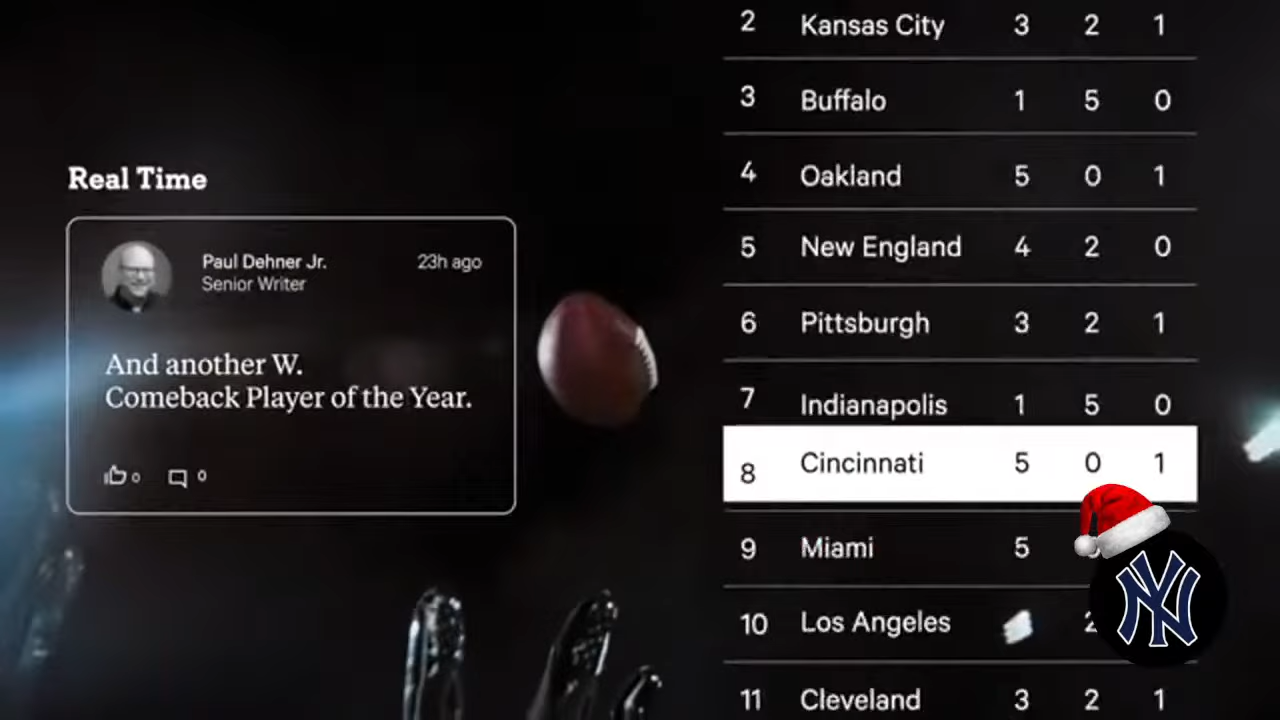 Real Time
Paul Dehner Jr.
23h ago
Senior Writer
And another W.
Comeback Player of the Year.
0 0
2 Kansas City 3 2 1
3 Buffalo 1 5 0
4 Oakland 5 0 1
5 New England 4 2 0
6 Pittsburgh 3 2 1
7 Indianapolis 1 5 0
8 Cincinnati 5 0 1
9 Miami 5
10 Los Angeles 2
11 Cleveland 3 2 1
NY